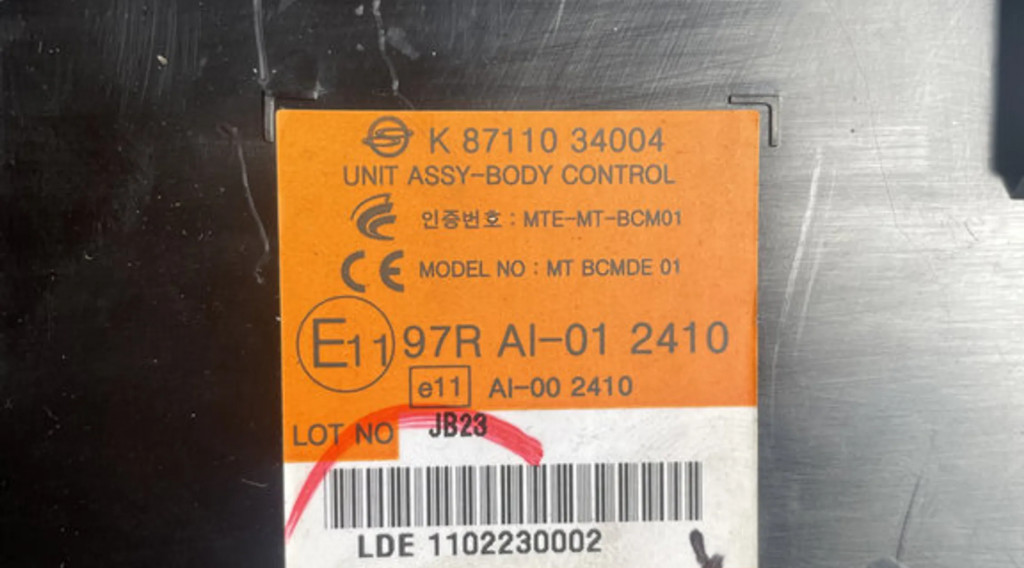 K 87110 34004
UNIT ASSY-BODY CONTROL
인증번호 : MTE-MT-BCM01
CE MODEL NO : MT BCMDE 01
E11 97R AI-01 2410
e11 AI-00 2410
LOT NO JB23
LDE 1102230002